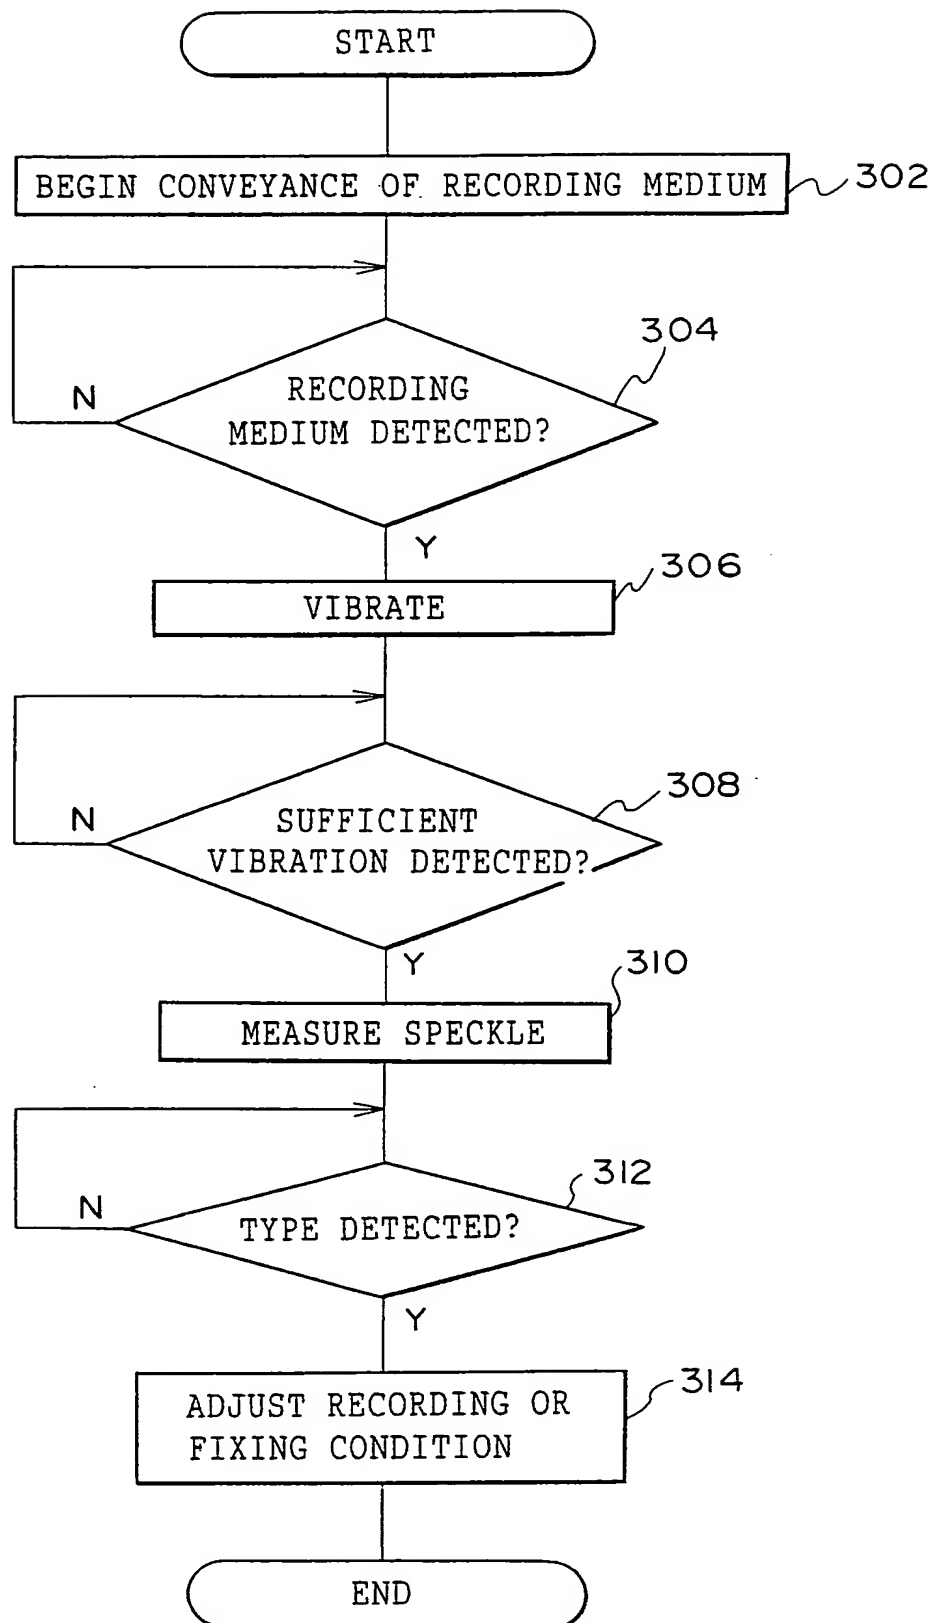 START
BEGIN CONVEYANCE OF RECORDING MEDIUM
302
304
RECORDING
MEDIUM DETECTED?
N
Y
306
VIBRATE
308
SUFFICIENT
VIBRATION DETECTED?
N
Y
310
MEASURE SPECKLE
312
TYPE DETECTED?
N
Y
314
ADJUST RECORDING OR
FIXING CONDITION
END